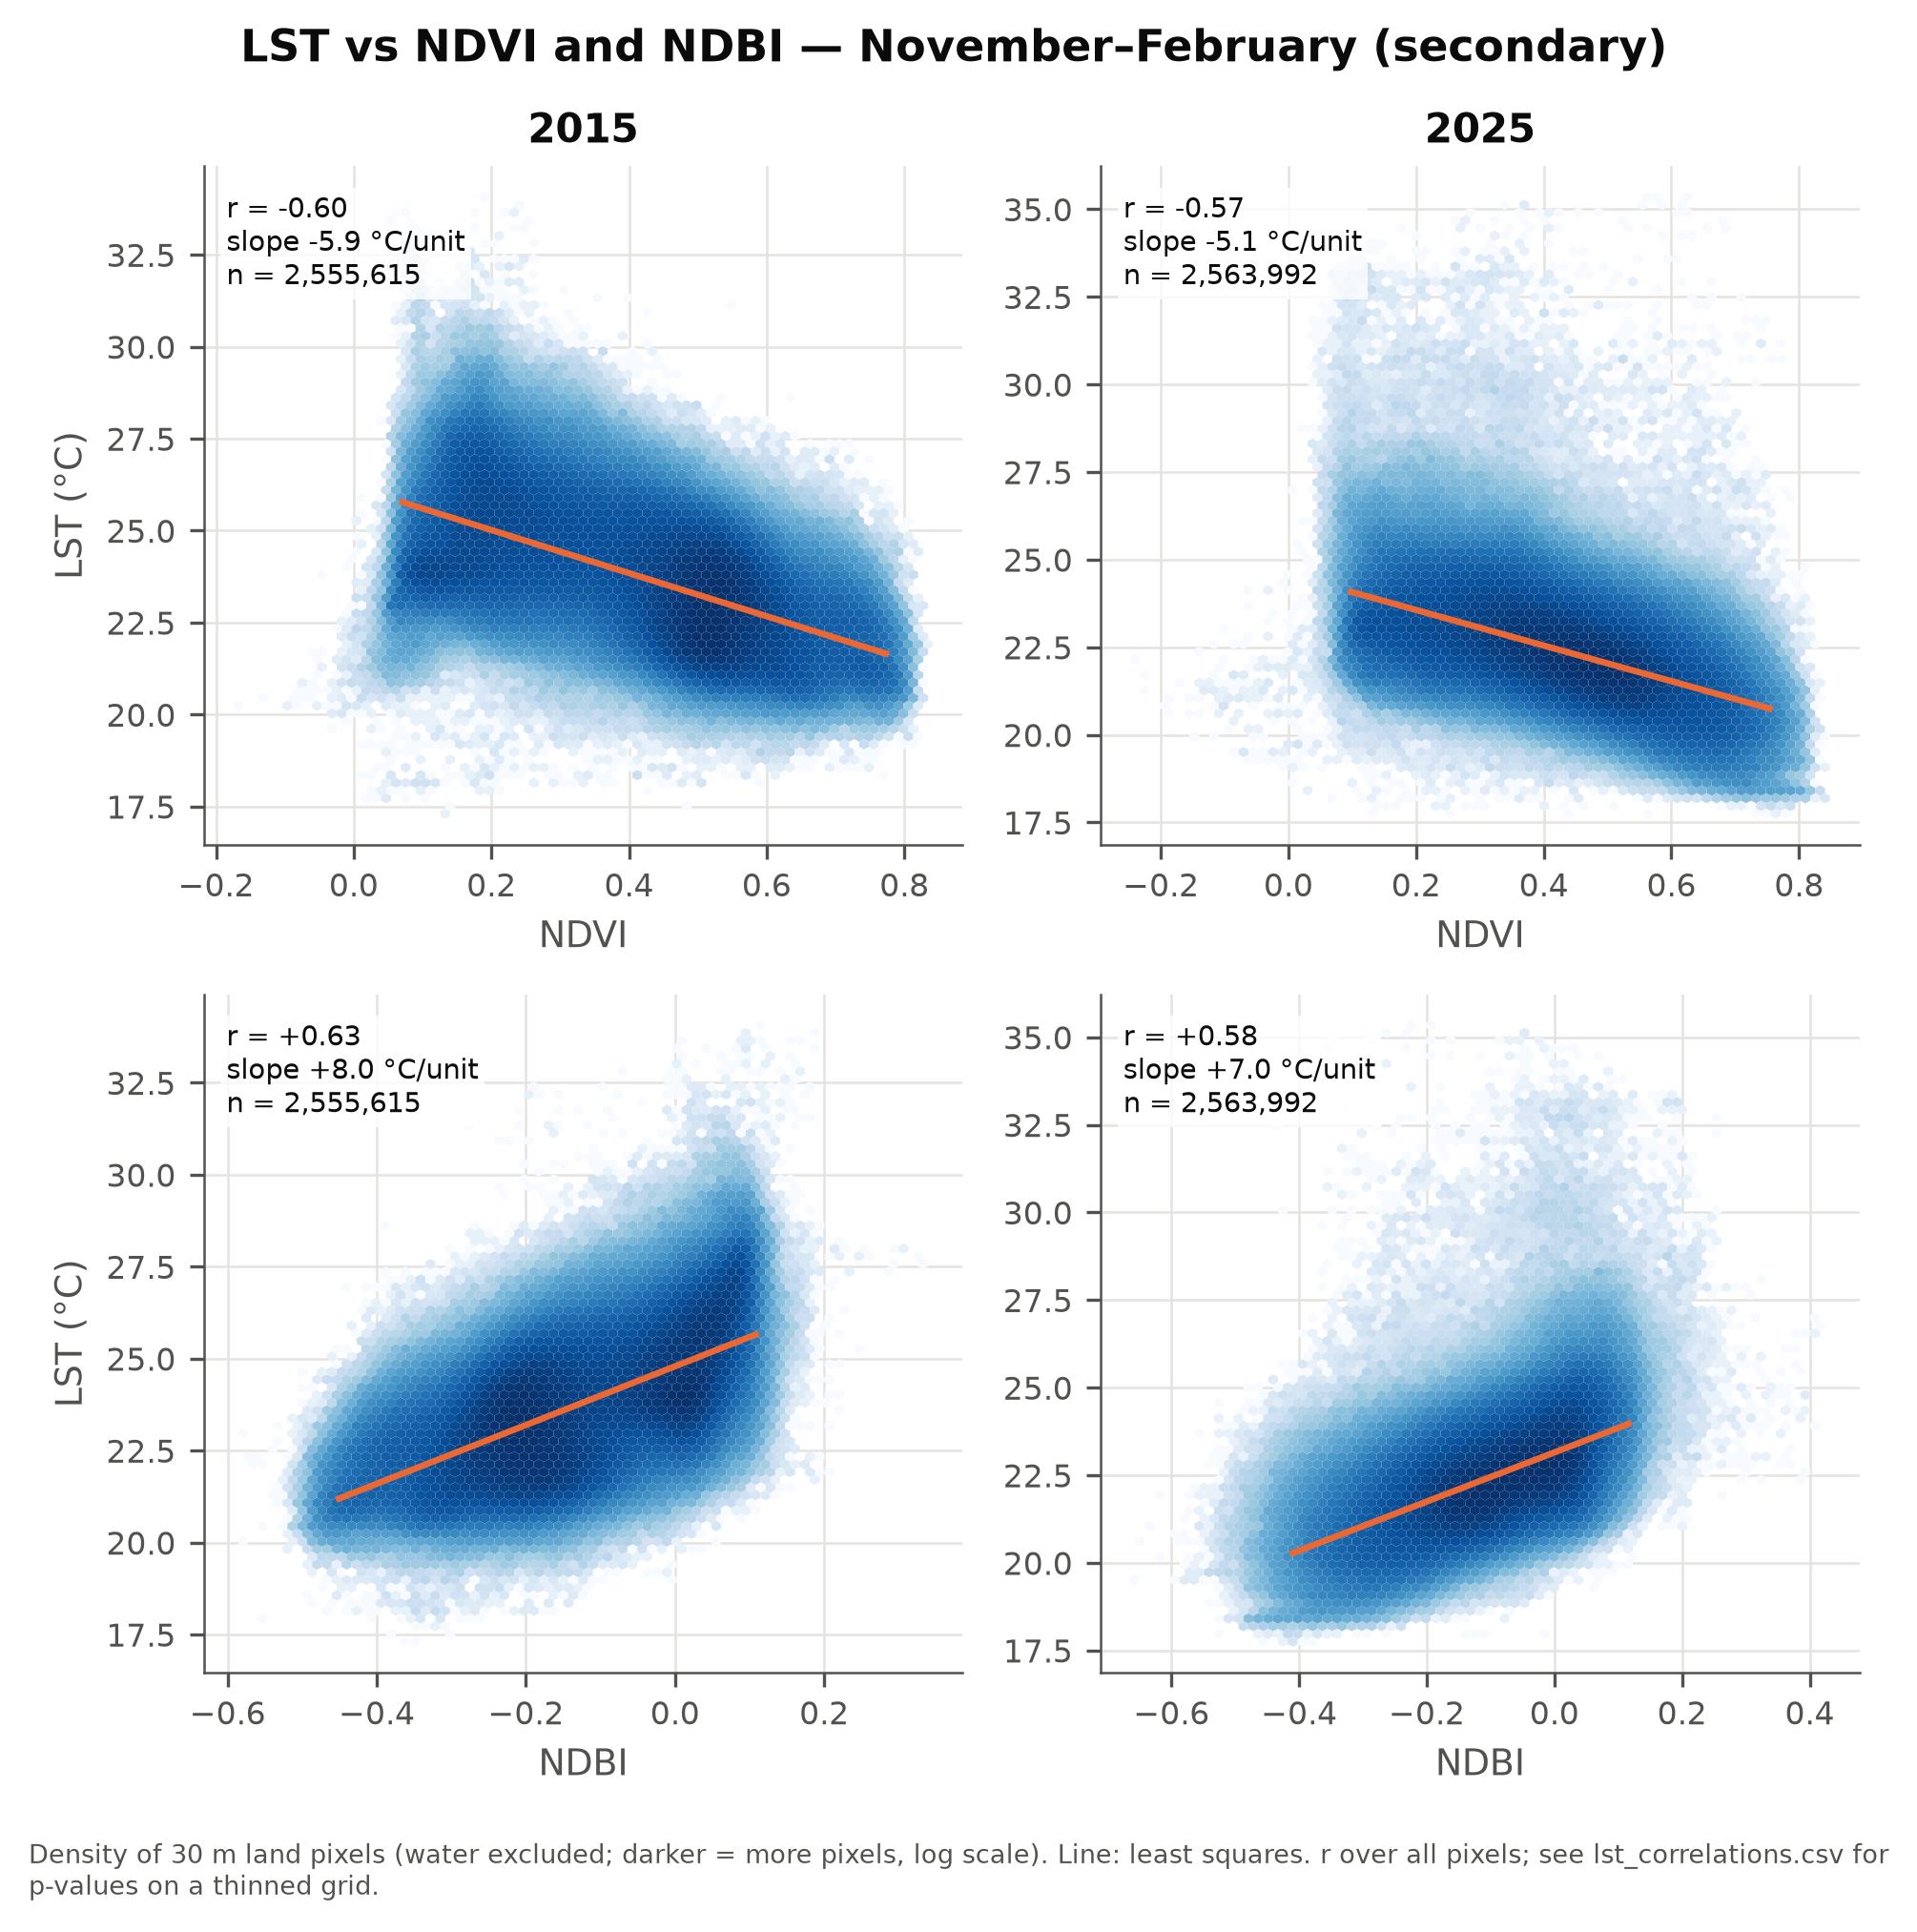 LST vs NDVI and NDBI — November–February (secondary)
2015
r = -0.60
slope -5.9 °C/unit
n = 2,555,615
LST (°C)
32.5
30.0
27.5
25.0
22.5
20.0
17.5
−0.2 0.0 0.2 0.4 0.6 0.8
NDVI
2025
r = -0.57
slope -5.1 °C/unit
n = 2,563,992
35.0
32.5
30.0
27.5
25.0
22.5
20.0
17.5
−0.2 0.0 0.2 0.4 0.6 0.8
NDVI
r = +0.63
slope +8.0 °C/unit
n = 2,555,615
LST (°C)
32.5
30.0
27.5
25.0
22.5
20.0
17.5
−0.6 −0.4 −0.2 0.0 0.2
NDBI
r = +0.58
slope +7.0 °C/unit
n = 2,563,992
35.0
32.5
30.0
27.5
25.0
22.5
20.0
17.5
−0.6 −0.4 −0.2 0.0 0.2 0.4
NDBI
Density of 30 m land pixels (water excluded; darker = more pixels, log scale). Line: least squares. r over all pixels; see lst_correlations.csv for
p-values on a thinned grid.